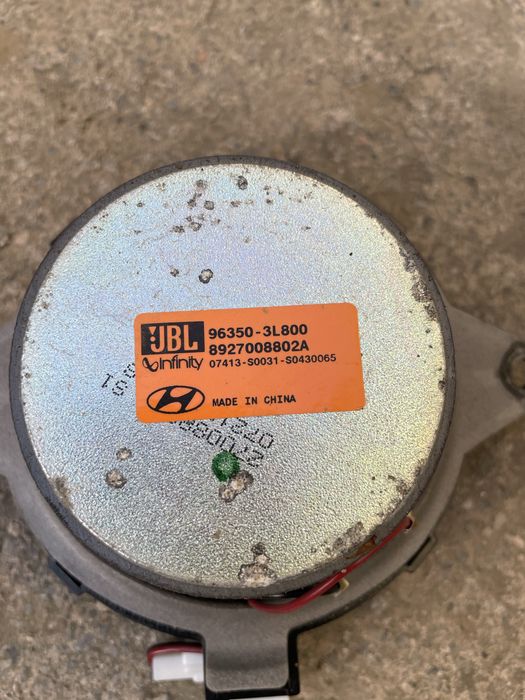 JBL 96350-3L800
Infinity 8927008802A
07413-S0031-S0430065
MADE IN CHINA